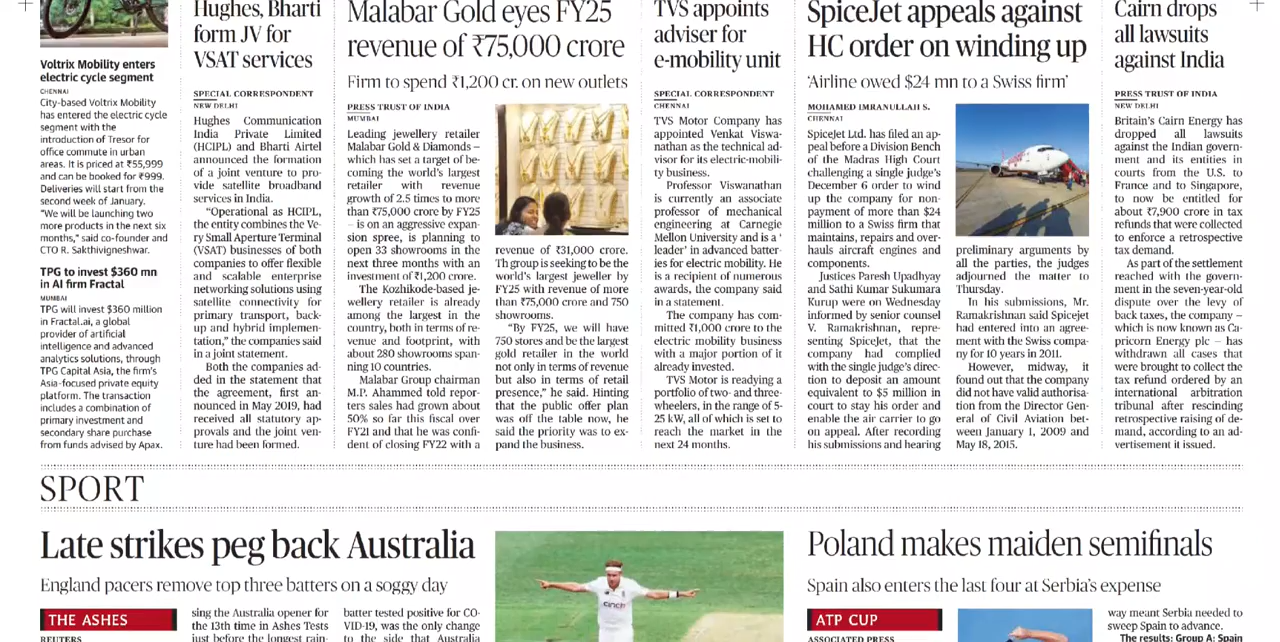 Voltrix Mobility enters
electric cycle segment
CHENNAI
City-based Voltrix Mobility
has entered the electric cycle
segment with the
introduction of Tresor for
office commute in urban
areas. It is priced at ₹55,999
and can be booked for ₹999.
Deliveries will start from the
second week of January.
"We will be launching two
more products in the next six
months," said co-founder and
CTO R. Sakthivigneshwar.
TPG to invest $360 mn
in AI firm Fractal
MUMBAI
TPG will invest $360 million
in Fractal.ai, a global
provider of artificial
intelligence and advanced
analytics solutions, through
TPG Capital Asia, the firm's
Asia-focused private equity
platform. The transaction
includes a combination of
primary investment and
secondary share purchase
from funds advised by Apax.
Hughes, Bharti
form JV for
VSAT services
SPECIAL CORRESPONDENT
NEW DELHI
Hughes Communication
India Private Limited
(HCIPL) and Bharti Airtel
announced the formation
of a joint venture to pro-
vide satellite broadband
services in India.
"Operational as HCIPL,
the entity combines the Ve-
ry Small Aperture Terminal
(VSAT) businesses of both
companies to offer flexible
and scalable enterprise
networking solutions using
satellite connectivity for
primary transport, back-
up and hybrid implemen-
tation," the companies said
in a joint statement.
Both the companies ad-
ded in the statement that
the agreement, first an-
nounced in May 2019, had
received all statutory ap-
provals and the joint ven-
ture had been formed.
Malabar Gold eyes FY25
revenue of ₹75,000 crore
Firm to spend ₹1,200 cr. on new outlets
PRESS TRUST OF INDIA
MUMBAI
Leading jewellery retailer
Malabar Gold & Diamonds –
which has set a target of be-
coming the world's largest
retailer with revenue
growth of 2.5 times to more
than ₹75,000 crore by FY25
– is on an aggressive expan-
sion spree, is planning to
open 33 showrooms in the
next three months with an
investment of ₹1,200 crore.
The Kozhikode-based je-
wellery retailer is already
among the largest in the
country, both in terms of re-
venue and footprint, with
about 280 showrooms span-
ning 10 countries.
Malabar Group chairman
M.P. Ahammed told repor-
ters sales had grown about
50% so far this fiscal over
FY21 and that he was confi-
dent of closing FY22 with a
revenue of ₹31,000 crore.
Th group is seeking to be the
world's largest jeweller by
FY25 with revenue of more
than ₹75,000 crore and 750
showrooms.
"By FY25, we will have
750 stores and be the largest
gold retailer in the world
not only in terms of revenue
but also in terms of retail
presence," he said. Hinting
that the public offer plan
was off the table now, he
said the priority was to ex-
pand the business.
TVS appoints
adviser for
e-mobility unit
SPECIAL CORRESPONDENT
CHENNAI
TVS Motor Company has
appointed Venkat Viswa-
nathan as the technical ad-
visor for its electric-mobili-
ty business.
Professor Viswanathan
is currently an associate
professor of mechanical
engineering at Carnegie
Mellon University and is a '
leader' in advanced batter-
ies for electric mobility. He
is a recipient of numerous
awards, the company said
in a statement.
The company has com-
mitted ₹1,000 crore to the
electric mobility business
with a major portion of it
already invested.
TVS Motor is readying a
portfolio of two- and three-
wheelers, in the range of 5-
25 kW, all of which is set to
reach the market in the
next 24 months.
SpiceJet appeals against
HC order on winding up
'Airline owed $24 mn to a Swiss firm'
MOHAMED IMRANULLAH S.
CHENNAI
SpiceJet Ltd. has filed an ap-
peal before a Division Bench
of the Madras High Court
challenging a single judge's
December 6 order to wind
up the company for non-
payment of more than $24
million to a Swiss firm that
maintains, repairs and over-
hauls aircraft engines and
components.
Justices Paresh Upadhyay
and Sathi Kumar Sukumara
Kurup were on Wednesday
informed by senior counsel
V. Ramakrishnan, repre-
senting SpiceJet, that the
company had complied
with the single judge's direc-
tion to deposit an amount
equivalent to $5 million in
court to stay his order and
enable the air carrier to go
on appeal. After recording
his submissions and hearing
preliminary arguments by
all the parties, the judges
adjourned the matter to
Thursday.
In his submissions, Mr.
Ramakrishnan said Spicejet
had entered into an agree-
ment with the Swiss compa-
ny for 10 years in 2011.
However, midway, it
found out that the company
did not have valid authorisa-
tion from the Director Gen-
eral of Civil Aviation bet-
ween January 1, 2009 and
May 18, 2015.
Cairn drops
all lawsuits
against India
PRESS TRUST OF INDIA
NEW DELHI
Britain's Cairn Energy has
dropped all lawsuits
against the Indian govern-
ment and its entities in
courts from the U.S. to
France and to Singapore,
to now be entitled for
about ₹7,900 crore in tax
refunds that were collected
to enforce a retrospective
tax demand.
As part of the settlement
reached with the govern-
ment in the seven-year-old
dispute over the levy of
back taxes, the company –
which is now known as Ca-
pricorn Energy plc – has
withdrawn all cases that
were brought to collect the
tax refund ordered by an
international arbitration
tribunal after rescinding
retrospective raising of de-
mand, according to an ad-
vertisement it issued.
SPORT
Late strikes peg back Australia
England pacers remove top three batters on a soggy day
THE ASHES
REUTERS
sing the Australia opener for
the 13th time in Ashes Tests
just before the longest rain-
batter tested positive for CO-
VID-19, was the only change
to the side that Australia
cinch
Poland makes maiden semifinals
Spain also enters the last four at Serbia's expense
ATP CUP
ASSOCIATED PRESS
way meant Serbia needed to
sweep Spain to advance.
The results: Group A: Spain